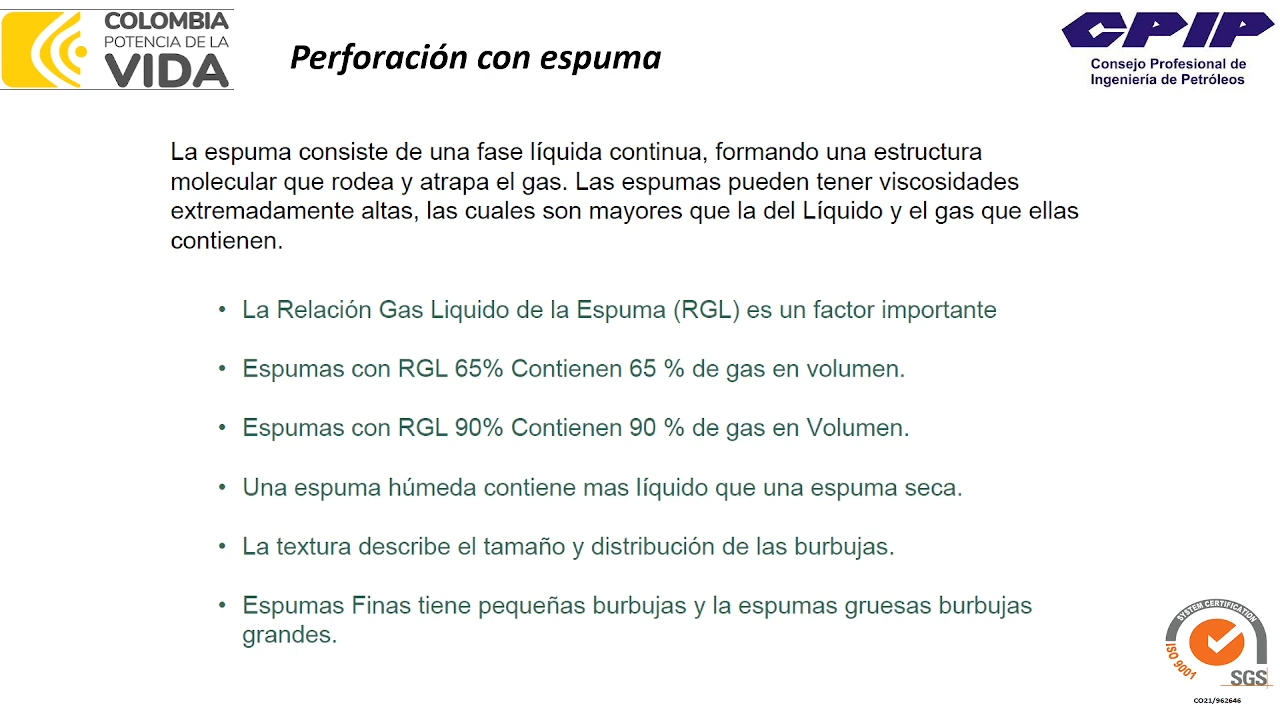 COLOMBIA
POTENCIA DE LA
VIDA
Perforación con espuma
CPIP
Consejo Profesional de
Ingeniería de Petróleos
La espuma consiste de una fase líquida continua, formando una estructura
molecular que rodea y atrapa el gas. Las espumas pueden tener viscosidades
extremadamente altas, las cuales son mayores que la del Líquido y el gas que ellas
contienen.
• La Relación Gas Liquido de la Espuma (RGL) es un factor importante
• Espumas con RGL 65% Contienen 65 % de gas en volumen.
• Espumas con RGL 90% Contienen 90 % de gas en Volumen.
• Una espuma húmeda contiene mas líquido que una espuma seca.
• La textura describe el tamaño y distribución de las burbujas.
• Espumas Finas tiene pequeñas burbujas y la espumas gruesas burbujas
grandes.
SYSTEM CERTIFICATION
ISO 9001
SGS
CO21/962646